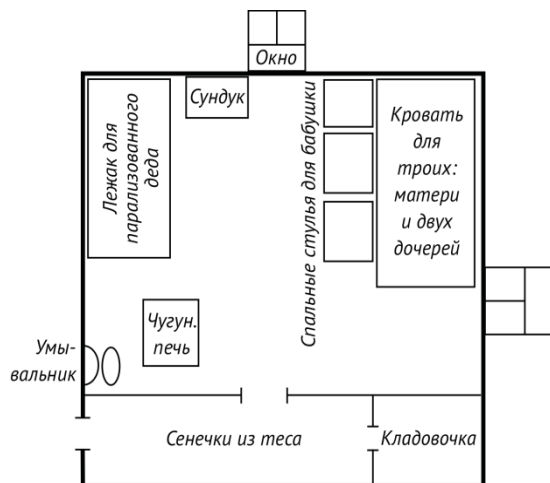 Окно
Сундук
Лежак для
парализованного
деда
Спальные стулья для бабушки
Кровать
для
троих:
матери
и двух
дочерей
Чугун.
печь
Умы-
вальник
Сенечки из теса
Кладовочка